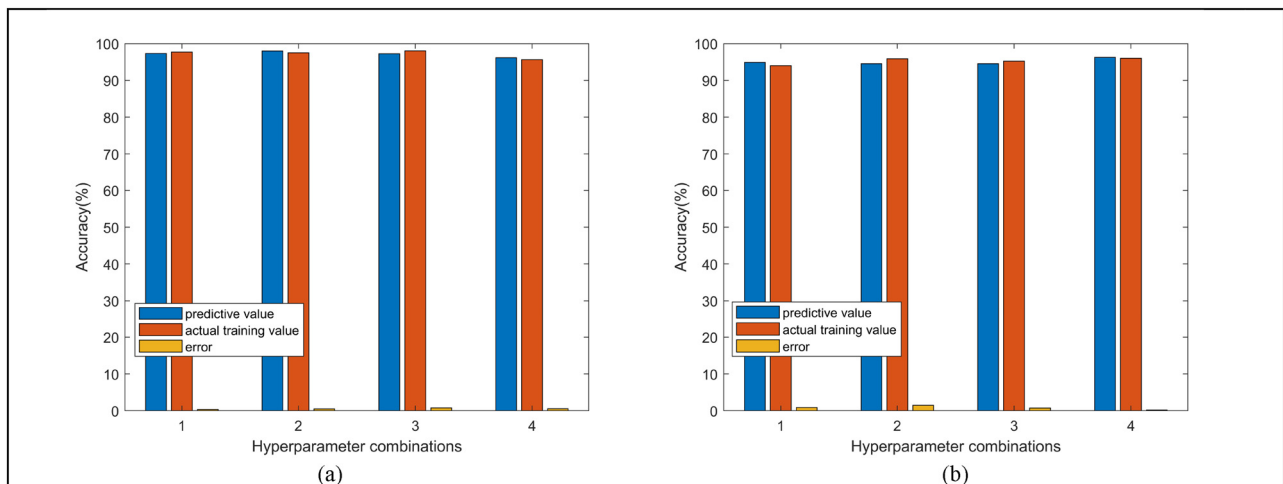 100
90
80
70
60
50
40
30
20
10
0
Accuracy(%)
predictive value
actual training value
error
1 2 3 4
Hyperparameter combinations
(a)
100
90
80
70
60
50
40
30
20
10
0
Accuracy(%)
predictive value
actual training value
error
1 2 3 4
Hyperparameter combinations
(b)